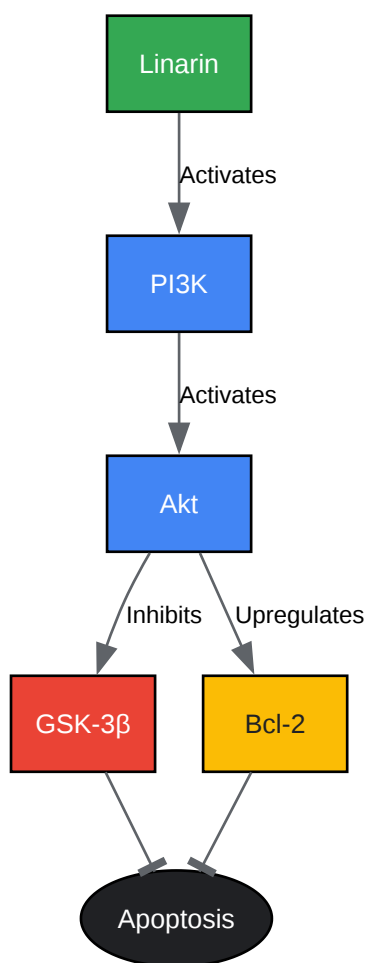 Linarin
Activates
PI3K
Activates
Akt
Inhibits
Upregulates
GSK-3β
Bcl-2
Apoptosis